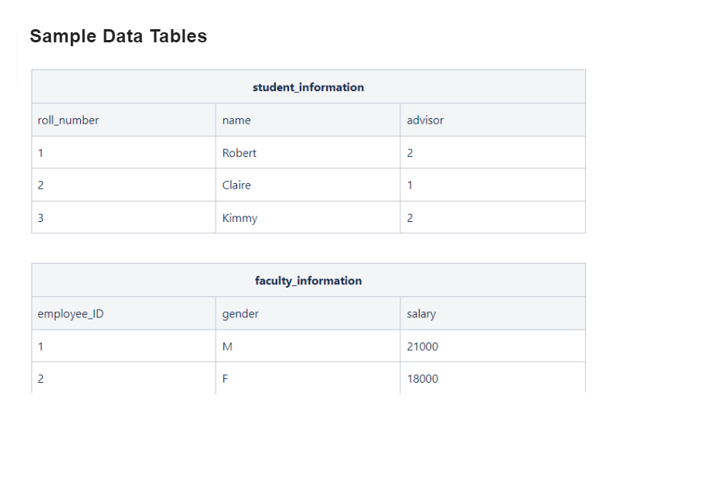 Sample Data Tables
student_information
roll_number name advisor
1 Robert 2
2 Claire 1
3 Kimmy 2
faculty_information
employee_ID gender salary
1 M 21000
2 F 18000